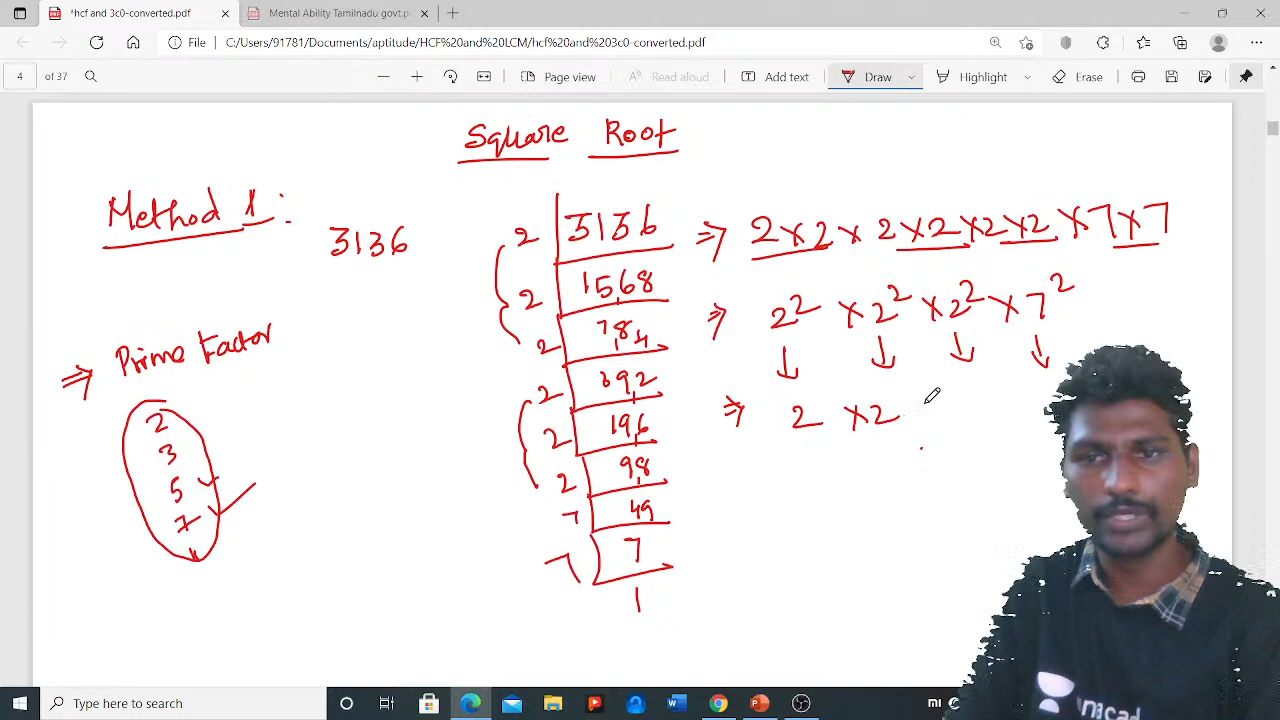 *hcf and 3c0-converted.pdf
Mental Ability Tamilnadu govt.p
File
C:/Users/91781/Documents/aptitude/HCF%20and%20LCM/hcf%20and%203c0-converted.pdf
4 of 37
Page view
Read aloud
Add text
Draw
Highlight
Erase
Square Root
Method 1:
3136
2 3136 ⇒ 2×2× 2×2×2×2 ×7×7
2 1568
2 784 ⇒ 2² ×2² ×2² ×7²
2 392
2 196 ⇒ 2 ×2
2 98
7 49
7 7
1
⇒ Prime Factor
2
3
5
7
Type here to search
mi
unacad